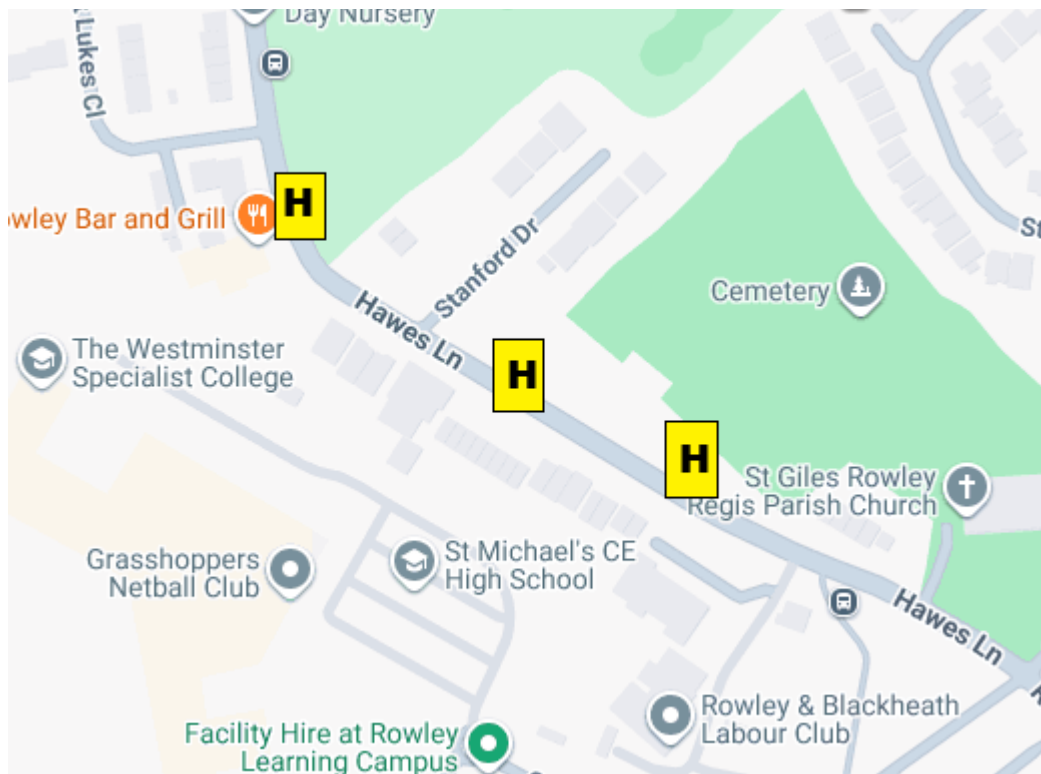 Day Nursery
Lukes Cl
wley Bar and Grill
H
Stanford Dr
St
Cemetery
Hawes Ln
The Westminster
Specialist College
H
H
St Giles Rowley
Regis Parish Church
St Michael's CE
High School
Grasshoppers
Netball Club
Hawes Ln
Rowley & Blackheath
Labour Club
Facility Hire at Rowley
Learning Campus